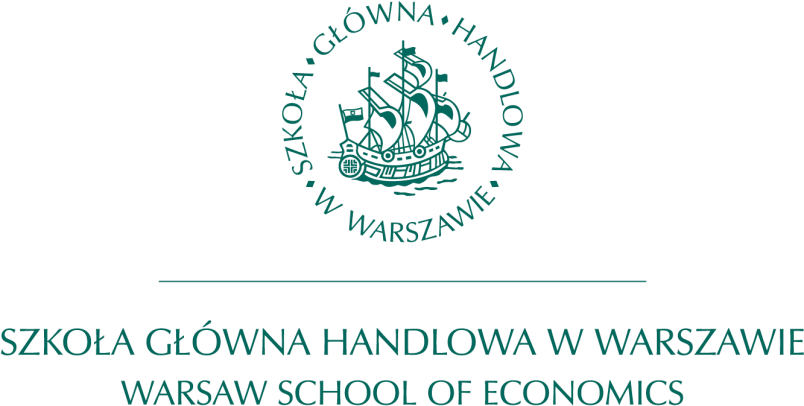 SZKOŁA · GŁÓWNA · HANDLOWA · W WARSZAWIE ·
SZKOŁA GŁÓWNA HANDLOWA W WARSZAWIE
WARSAW SCHOOL OF ECONOMICS